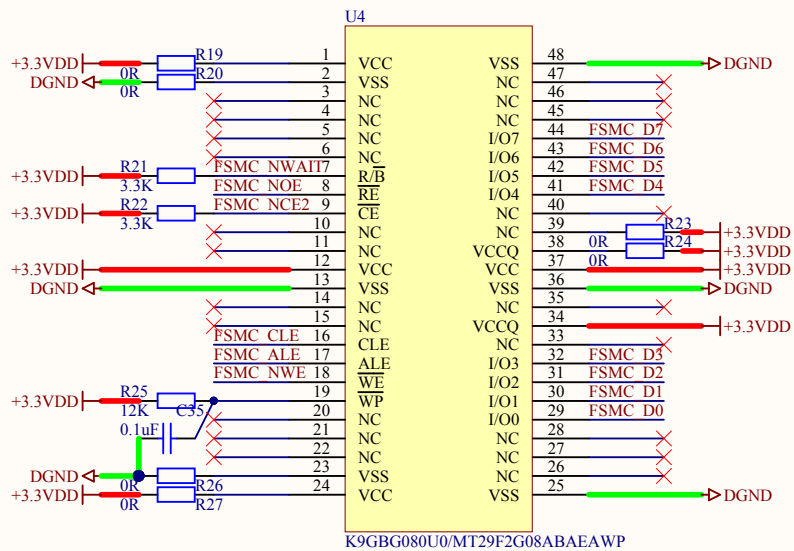 U4
+3.3VDD R19 1 VCC VSS 48 DGND
0R
DGND R20 2 VSS NC 47
0R
3 NC NC 46
4 NC NC 45
5 NC I/O7 44 FSMC_D7
6 NC I/O6 43 FSMC_D6
+3.3VDD R21 FSMC_NWAIT 7 R/B I/O5 42 FSMC_D5
3.3K FSMC_NOE 8 RE I/O4 41 FSMC_D4
+3.3VDD R22 FSMC_NCE2 9 CE NC 40
3.3K
10 NC NC 39 R23 +3.3VDD
0R
11 NC VCCQ 38 R24 +3.3VDD
0R
+3.3VDD 12 VCC VCC 37 +3.3VDD
DGND 13 VSS VSS 36 DGND
14 NC NC 35
15 NC VCCQ 34 +3.3VDD
FSMC_CLE 16 CLE NC 33
FSMC_ALE 17 ALE I/O3 32 FSMC_D3
FSMC_NWE 18 WE I/O2 31 FSMC_D2
+3.3VDD R25 19 WP I/O1 30 FSMC_D1
12K C35 20 NC I/O0 29 FSMC_D0
0.1uF 21 NC NC 28
22 NC NC 27
DGND 23 VSS NC 26
0R R26
+3.3VDD 24 VCC VSS 25 DGND
0R R27
K9GBG080U0/MT29F2G08ABAEAWP